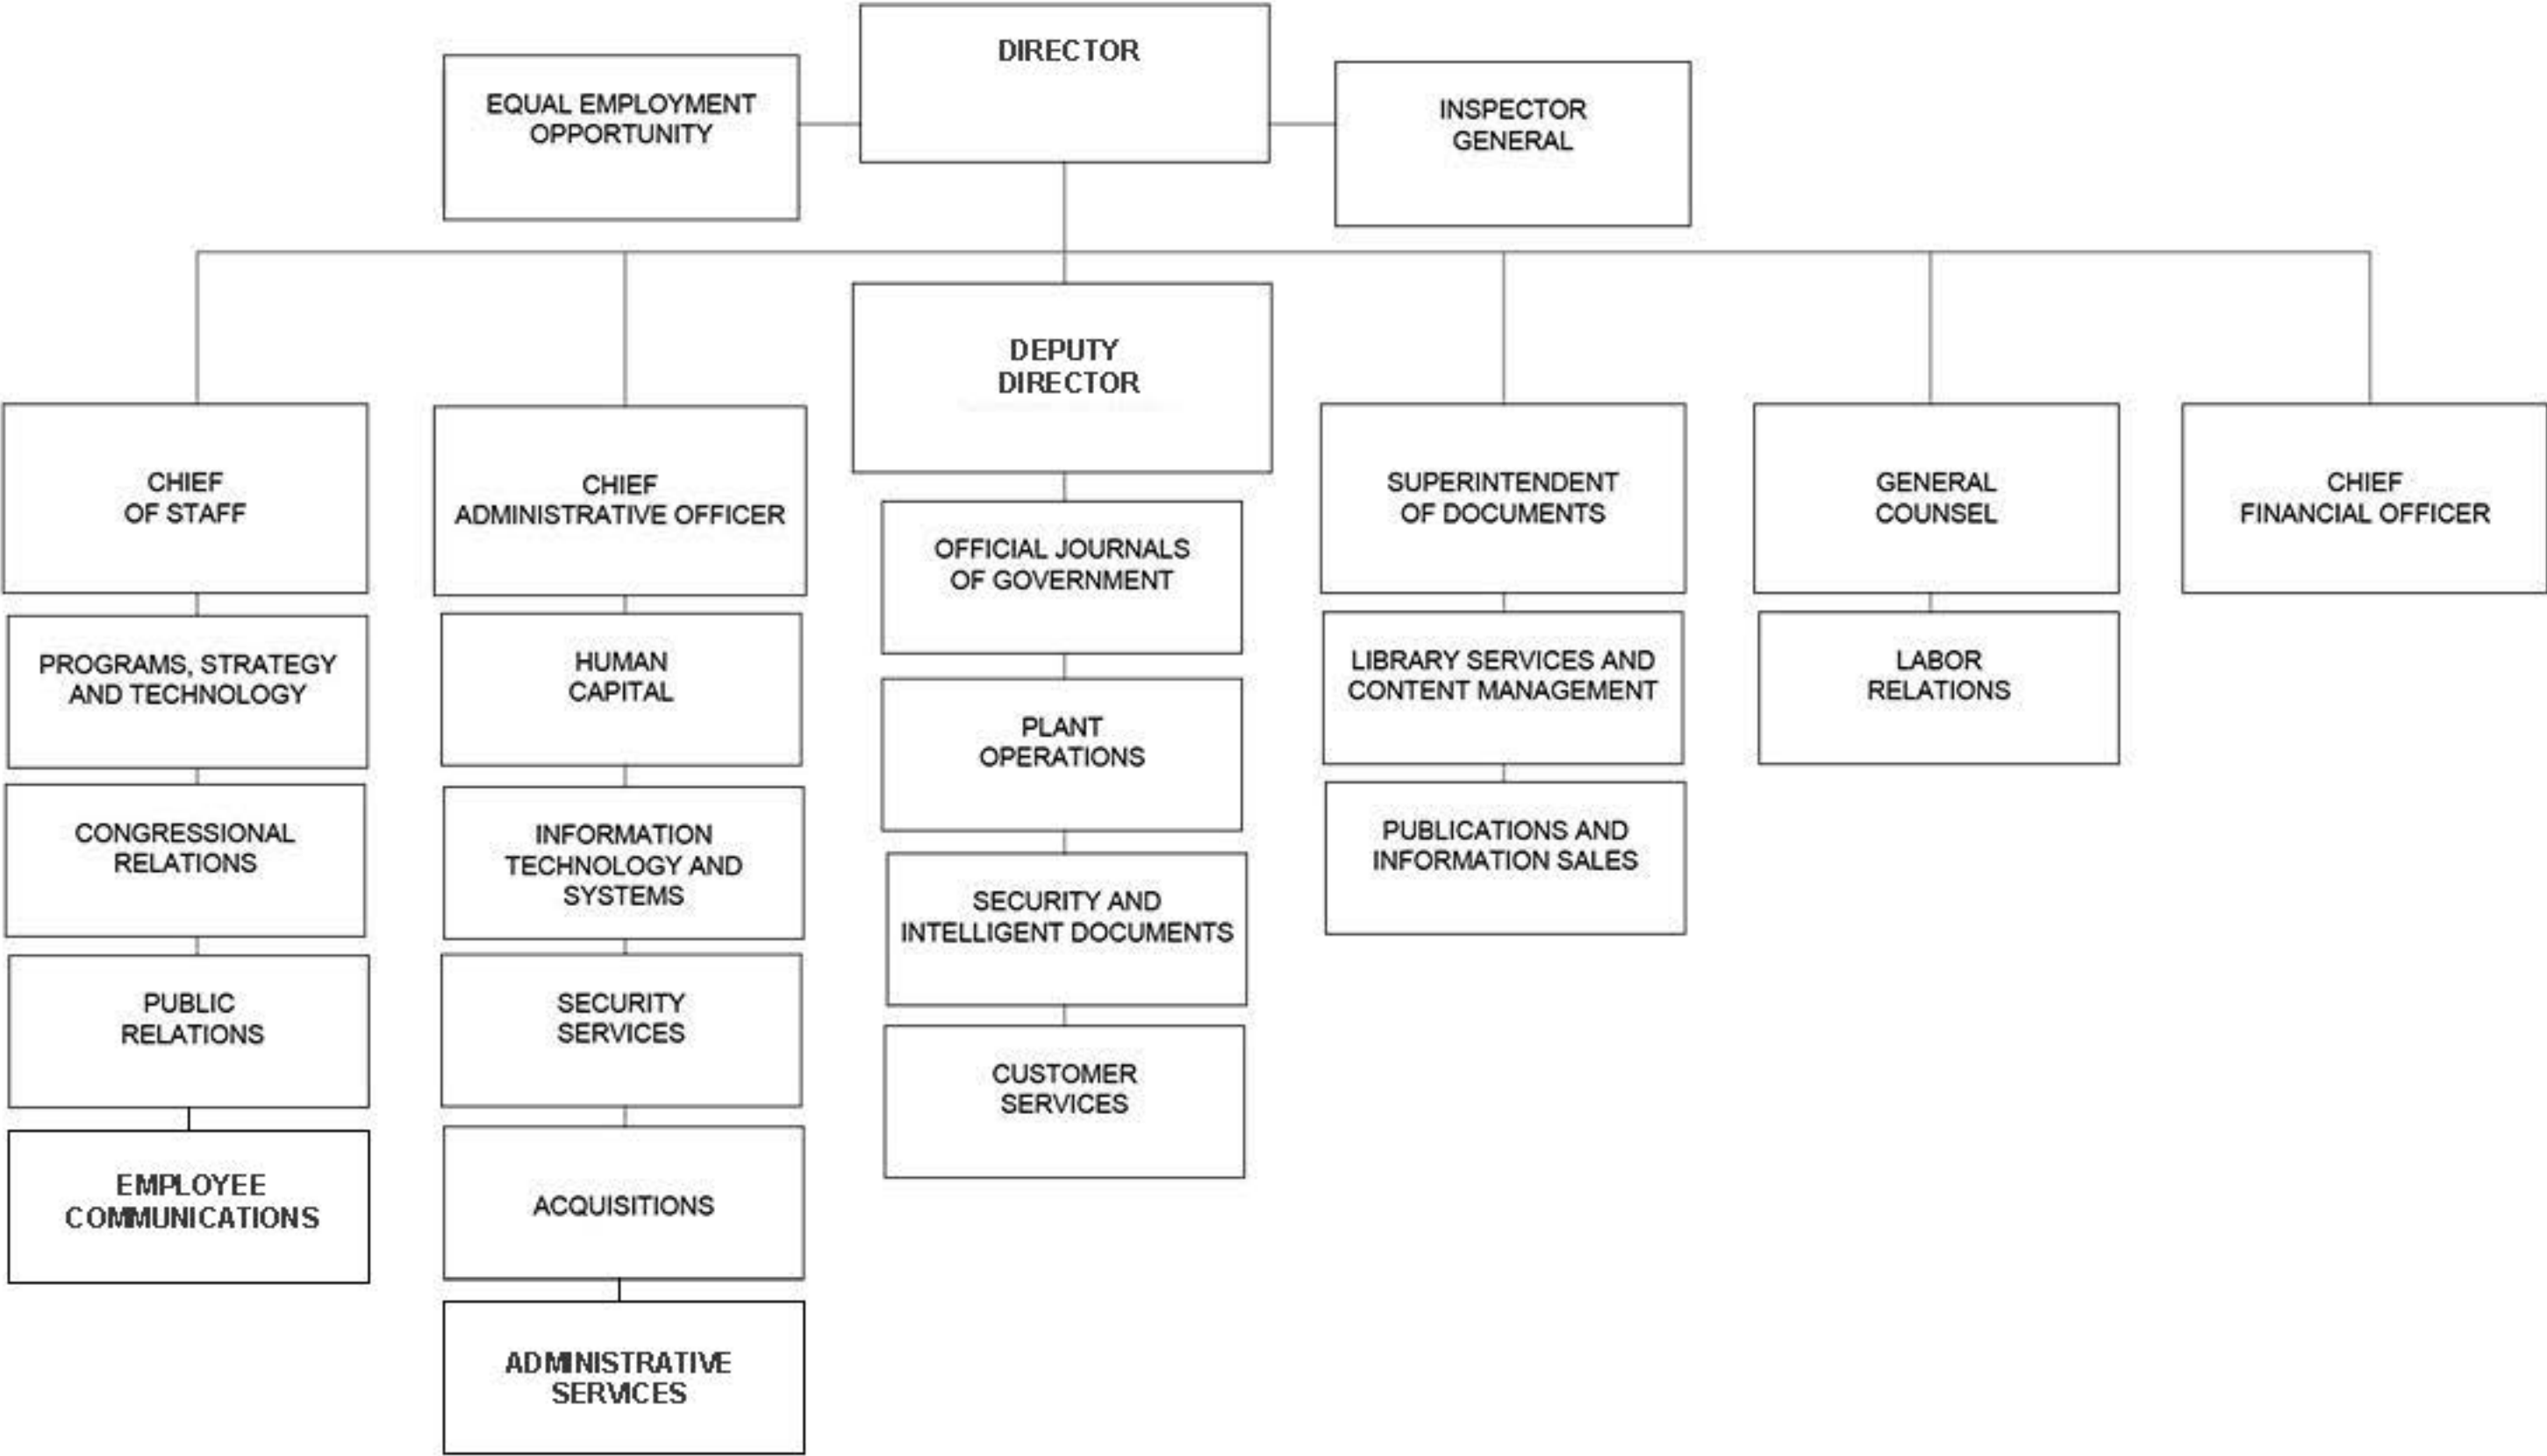 DIRECTOR
EQUAL EMPLOYMENT
OPPORTUNITY
INSPECTOR
GENERAL
DEPUTY
DIRECTOR
CHIEF
OF STAFF
PROGRAMS, STRATEGY
AND TECHNOLOGY
CONGRESSIONAL
RELATIONS
PUBLIC
RELATIONS
EMPLOYEE
COMMUNICATIONS
CHIEF
ADMINISTRATIVE OFFICER
HUMAN
CAPITAL
INFORMATION
TECHNOLOGY AND
SYSTEMS
SECURITY
SERVICES
ACQUISITIONS
ADMINISTRATIVE
SERVICES
OFFICIAL JOURNALS
OF GOVERNMENT
PLANT
OPERATIONS
SECURITY AND
INTELLIGENT DOCUMENTS
CUSTOMER
SERVICES
SUPERINTENDENT
OF DOCUMENTS
LIBRARY SERVICES AND
CONTENT MANAGEMENT
PUBLICATIONS AND
INFORMATION SALES
GENERAL
COUNSEL
LABOR
RELATIONS
CHIEF
FINANCIAL OFFICER